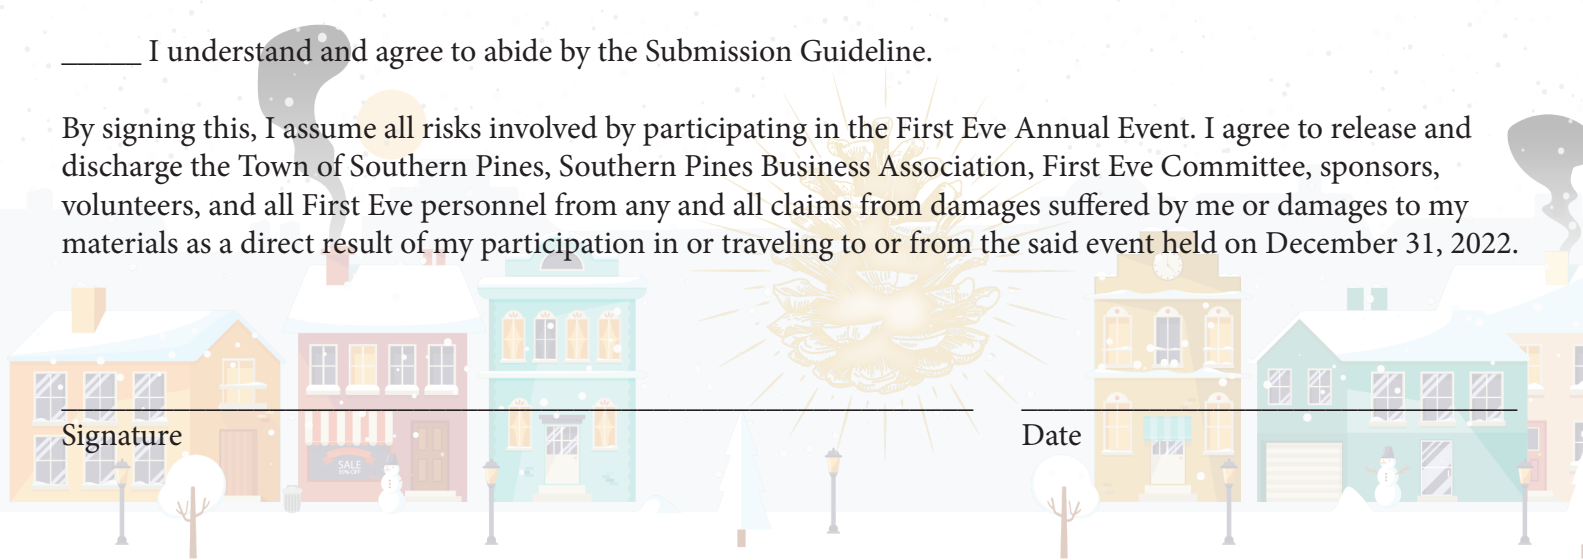 _____ I understand and agree to abide by the Submission Guideline.
By signing this, I assume all risks involved by participating in the First Eve Annual Event. I agree to release and
discharge the Town of Southern Pines, Southern Pines Business Association, First Eve Committee, sponsors,
volunteers, and all First Eve personnel from any and all claims from damages suffered by me or damages to my
materials as a direct result of my participation in or traveling to or from the said event held on December 31, 2022.
Signature
Date
SALE